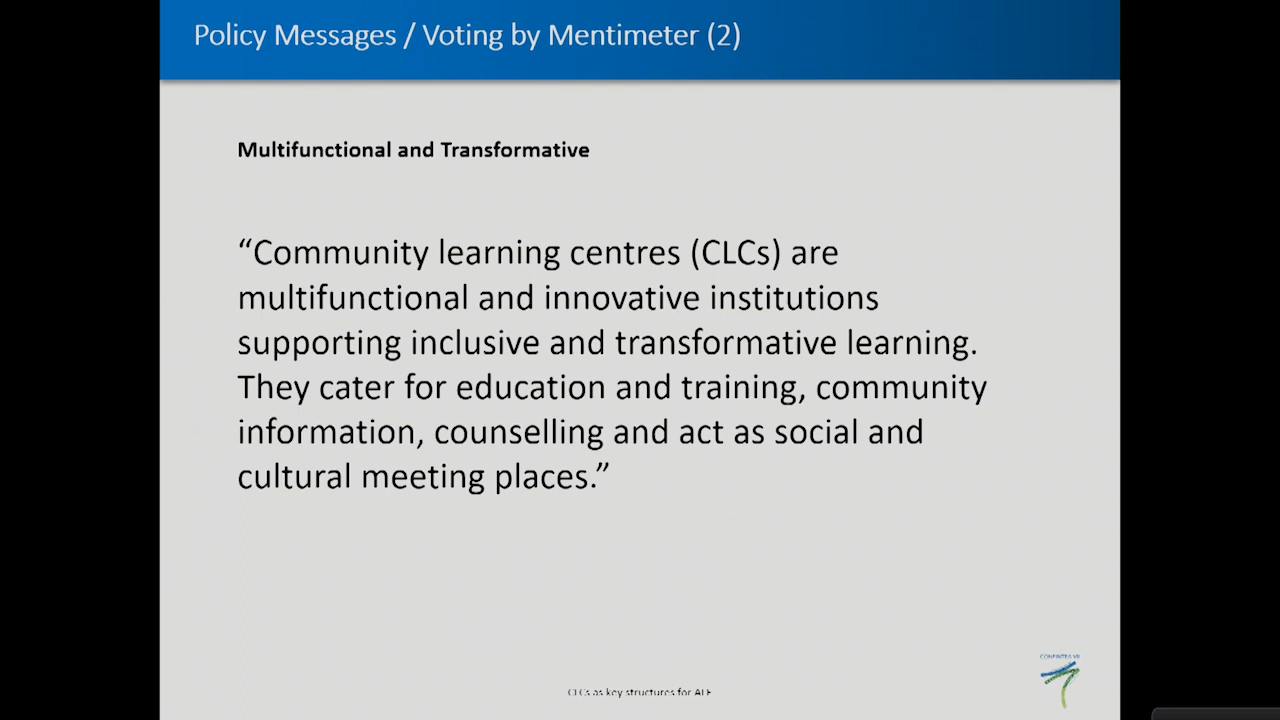 Policy Messages / Voting by Mentimeter (2)
Multifunctional and Transformative
“Community learning centres (CLCs) are
multifunctional and innovative institutions
supporting inclusive and transformative learning.
They cater for education and training, community
information, counselling and act as social and
cultural meeting places.”
CONFINTEA VII
CLCs as key structures for ALE